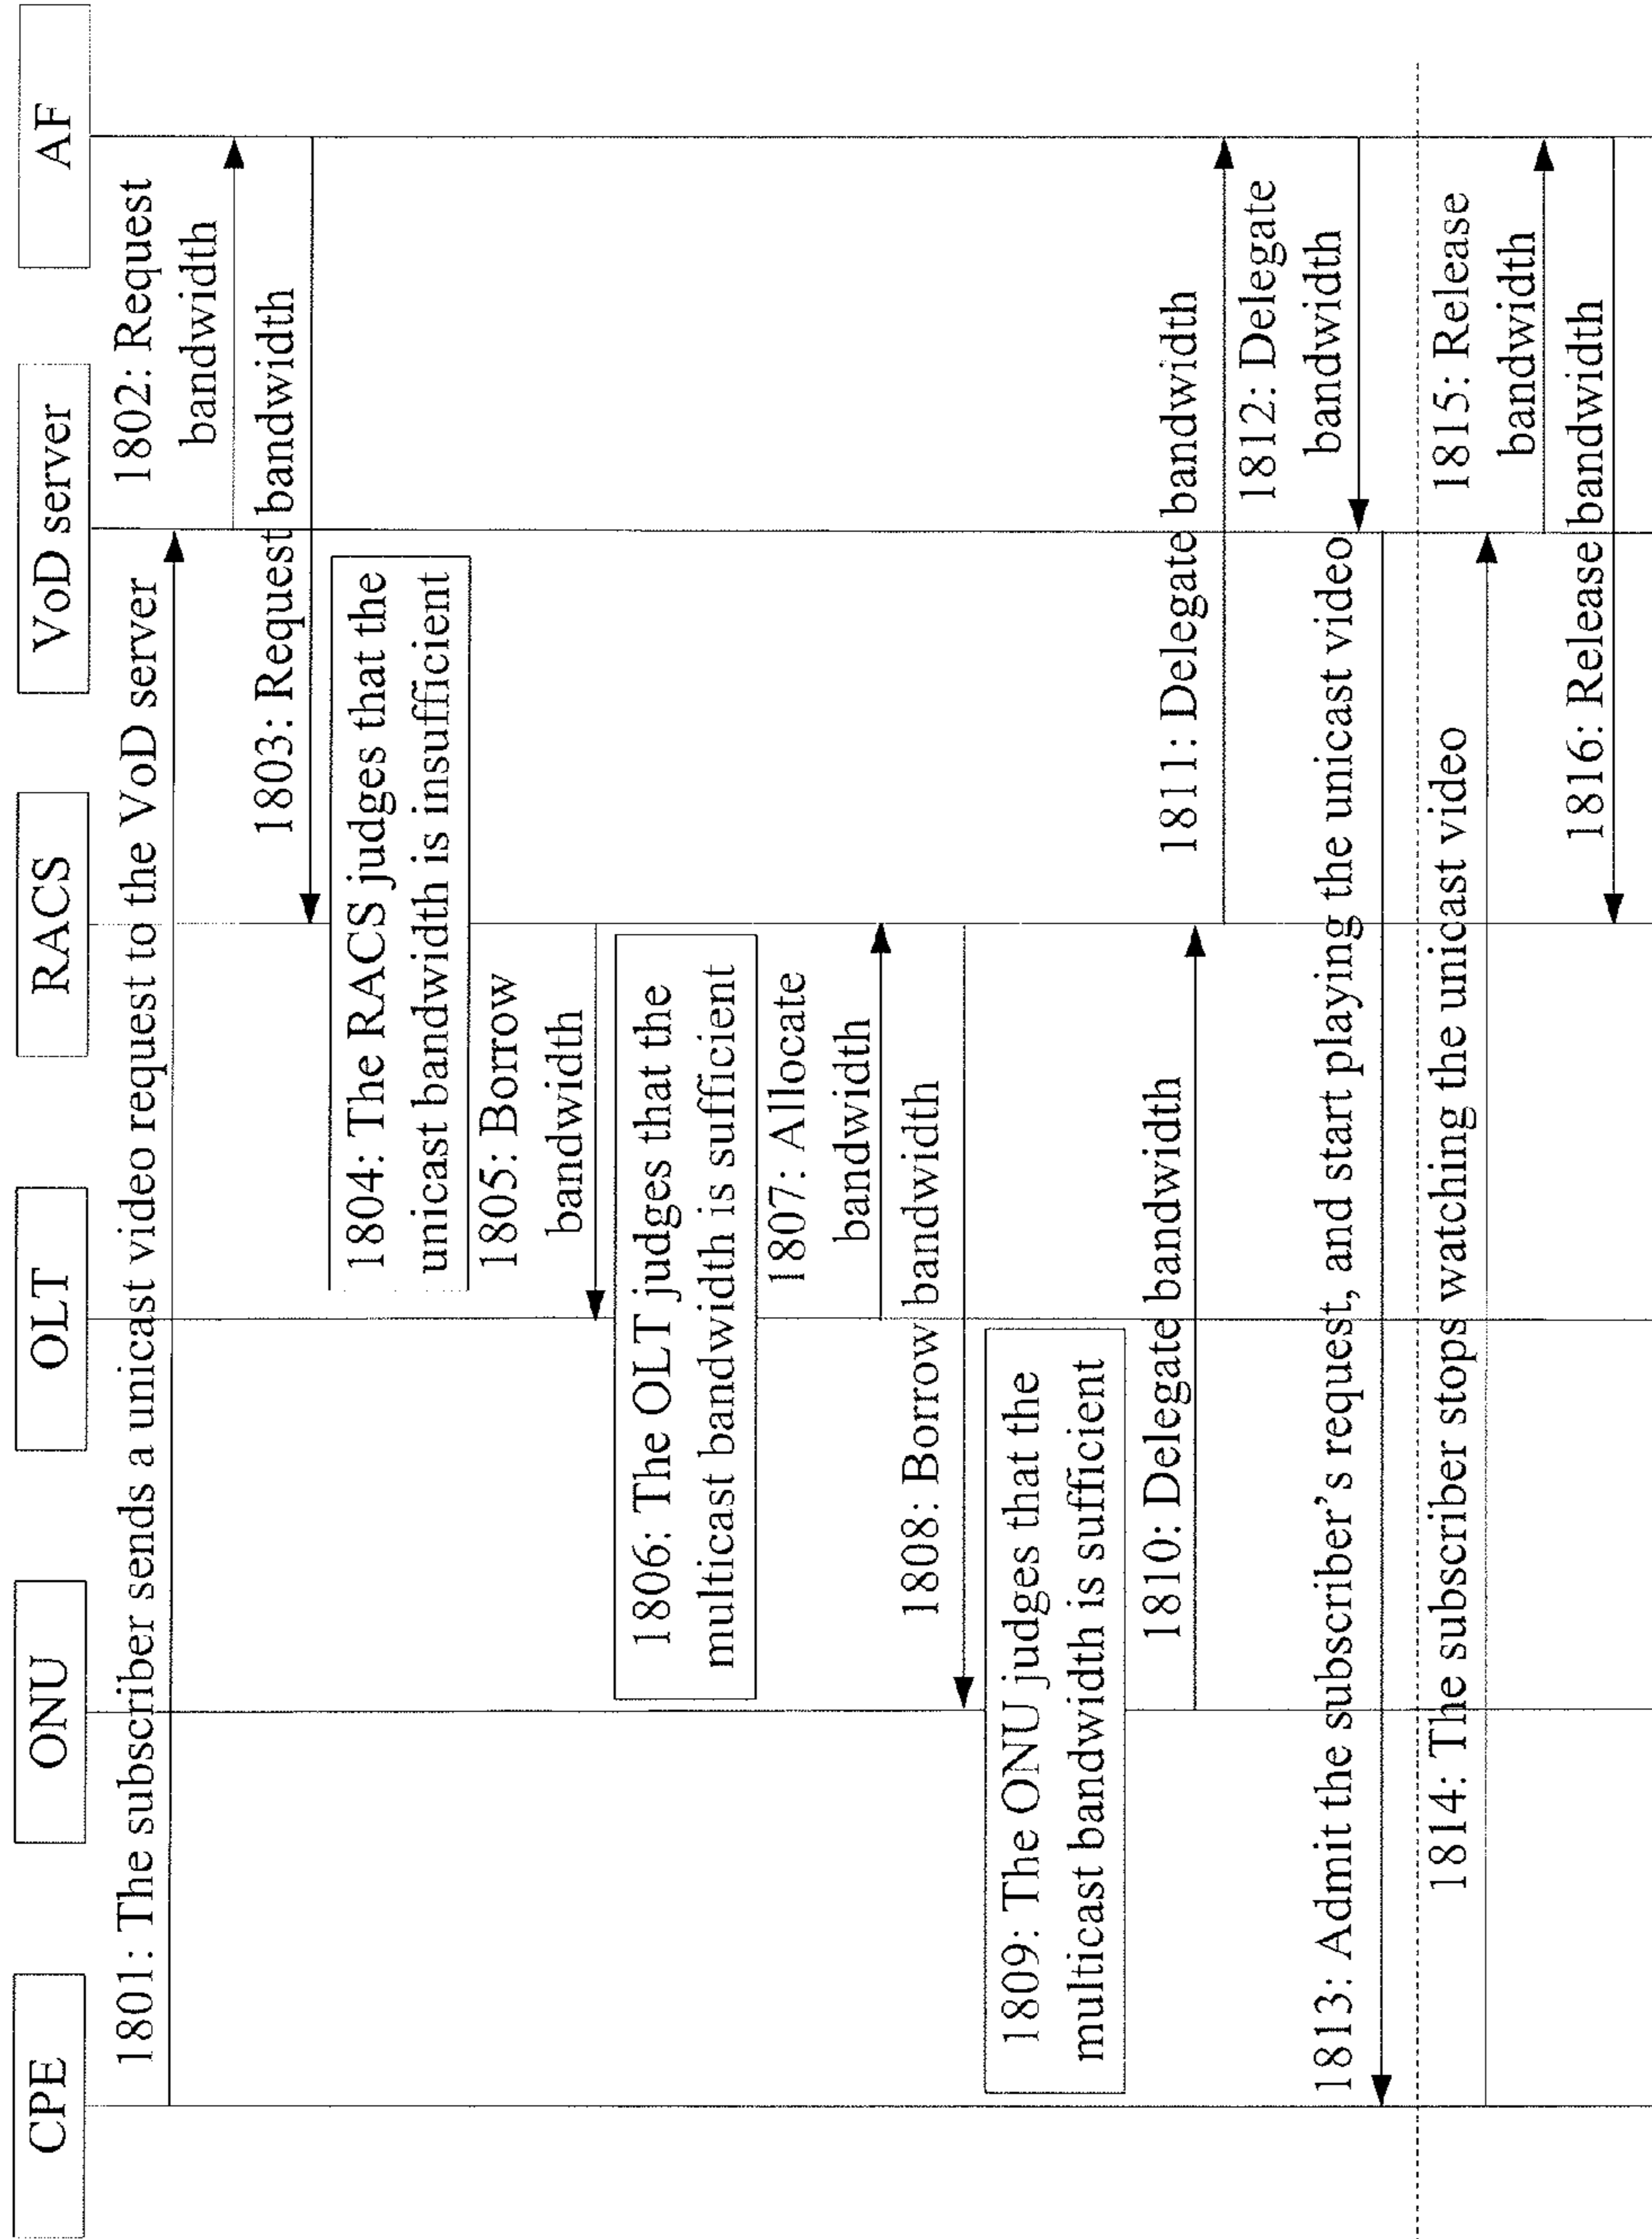 CPE
ONU
OLT
RACS
VoD server
AF
1801: The subscriber sends a unicast video request to the VoD server
1802: Request
bandwidth
1803: Request bandwidth
1804: The RACS judges that the
unicast bandwidth is insufficient
1805: Borrow
bandwidth
1806: The OLT judges that the
multicast bandwidth is sufficient
1807: Allocate
bandwidth
1808: Borrow bandwidth
1809: The ONU judges that the
multicast bandwidth is sufficient
1810: Delegate bandwidth
1811: Delegate bandwidth
1812: Delegate
bandwidth
1813: Admit the subscriber's request, and start playing the unicast video
1814: The subscriber stops watching the unicast video
1815: Release
bandwidth
1816: Release bandwidth